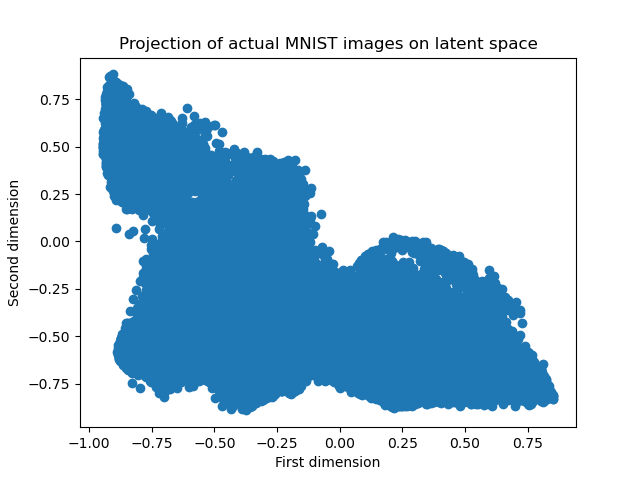 Projection of actual MNIST images on latent space
0.75
0.50
0.25
0.00
−0.25
−0.50
−0.75
Second dimension
−1.00 −0.75 −0.50 −0.25 0.00 0.25 0.50 0.75
First dimension